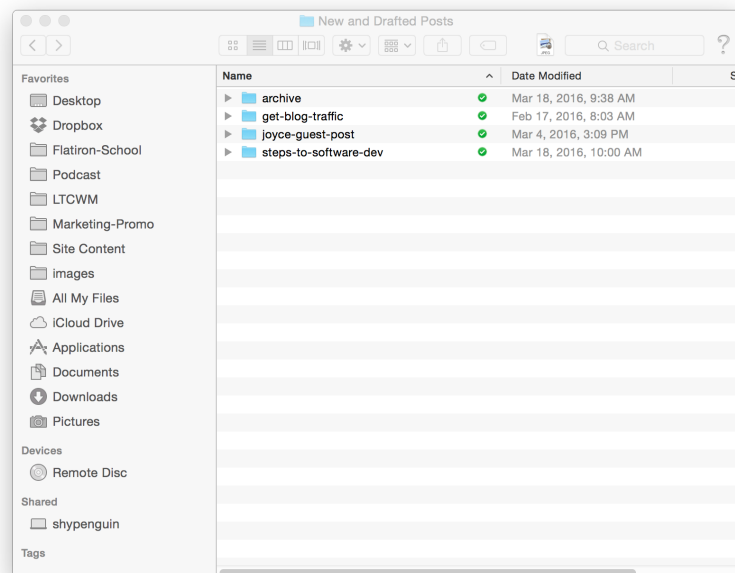 New and Drafted Posts
JPEG
Search
?
Favorites
Desktop
Dropbox
Flatiron-School
Podcast
LTCWM
Marketing-Promo
Site Content
images
All My Files
iCloud Drive
Applications
Documents
Downloads
Pictures
Devices
Remote Disc
Shared
shypenguin
Tags
Name Date Modified S
archive Mar 18, 2016, 9:38 AM
get-blog-traffic Feb 17, 2016, 8:03 AM
joyce-guest-post Mar 4, 2016, 3:09 PM
steps-to-software-dev Mar 18, 2016, 10:00 AM